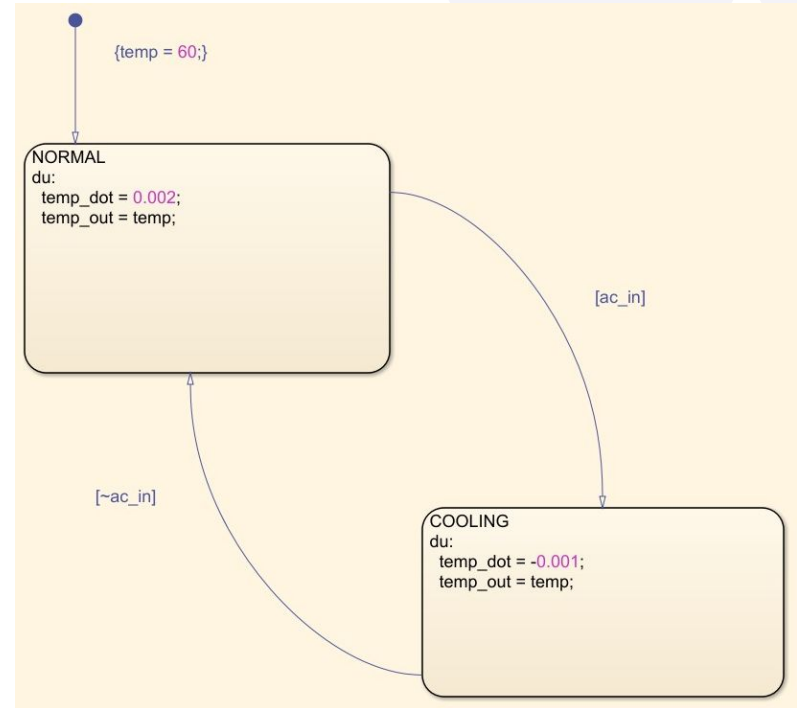 {temp = 60;}
NORMAL
du:
temp_dot = 0.002;
temp_out = temp;
[ac_in]
[~ac_in]
COOLING
du:
temp_dot = -0.001;
temp_out = temp;